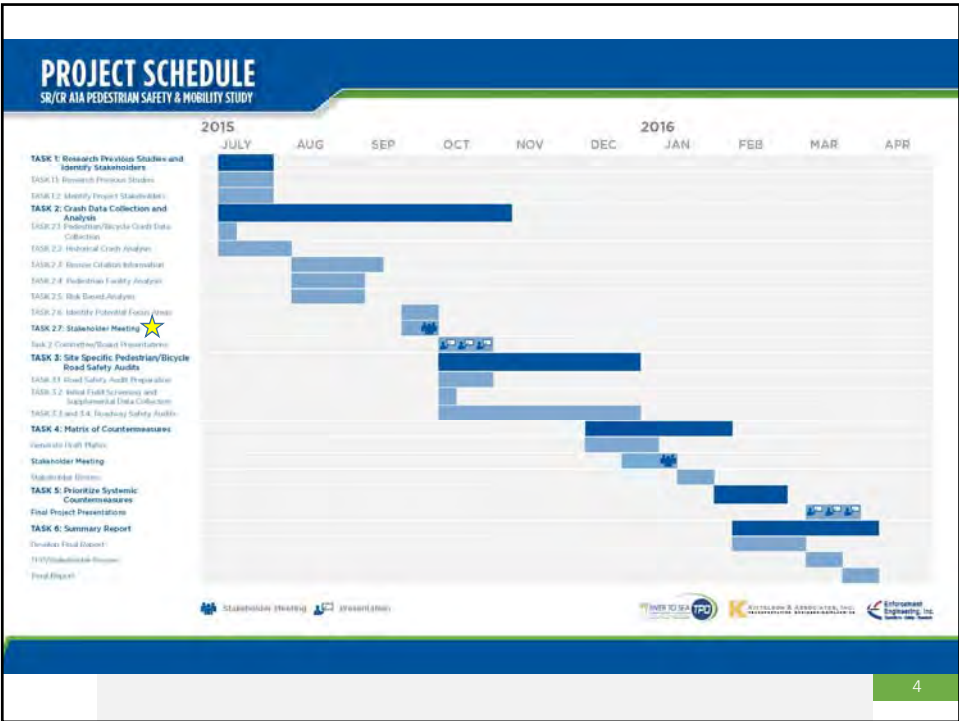 PROJECT SCHEDULE
SR/CR A1A PEDESTRIAN SAFETY & MOBILITY STUDY
2015 2016
JULY AUG SEP OCT NOV DEC JAN FEB MAR APR
TASK 1: Research Previous Studies and
Identify Stakeholders
TASK 1.1: Research Previous Studies
TASK 1.2: Identify Project Stakeholders
TASK 2: Crash Data Collection and
Analysis
TASK 2.1: Pedestrian/Bicycle Crash Data
Collection
TASK 2.2: Historical Crash Analysis
TASK 2.3: Review Citation Information
TASK 2.4: Pedestrian Facility Analysis
TASK 2.5: Risk Based Analysis
TASK 2.6: Identify Potential Focus Areas
TASK 2.7: Stakeholder Meeting
Task 2 Committee/Board Presentations
TASK 3: Site Specific Pedestrian/Bicycle
Road Safety Audits
TASK 3.1: Road Safety Audit Preparation
TASK 3.2: Initial Field Screening and
Supplemental Data Collection
TASK 3.3 and 3.4: Roadway Safety Audits
TASK 4: Matrix of Countermeasures
Generate Draft Matrix
Stakeholder Meeting
Stakeholder Review
TASK 5: Prioritize Systemic
Countermeasures
Final Project Presentations
TASK 6: Summary Report
Develop Final Report
TPO/Stakeholder Review
Final Report
Stakeholder Meeting Presentation
RIVER TO SEA TPO
KITTELSON & ASSOCIATES, INC.
Enforcement
Engineering, Inc.
4